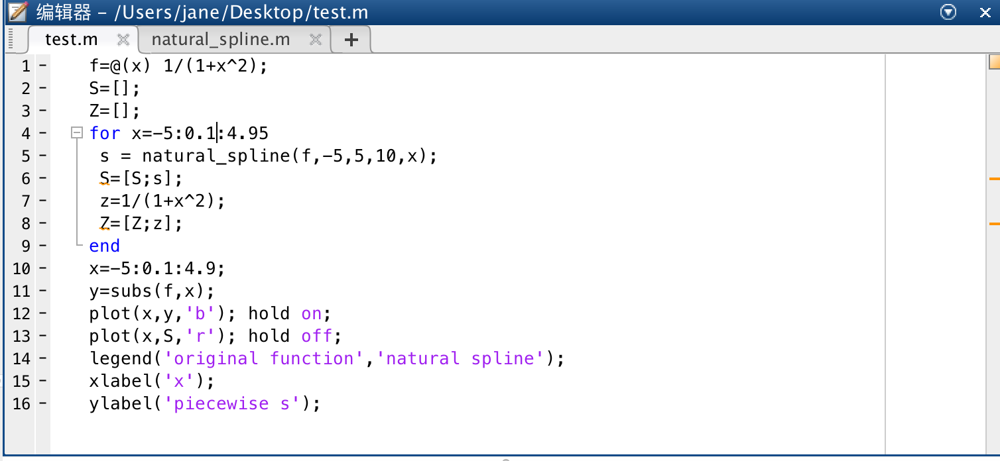 编辑器 – /Users/jane/Desktop/test.m
test.m natural_spline.m +
1 – f=@(x) 1/(1+x^2);
2 – S=[];
3 – Z=[];
4 – for x=-5:0.1:4.95
5 – s = natural_spline(f,-5,5,10,x);
6 – S=[S;s];
7 – z=1/(1+x^2);
8 – Z=[Z;z];
9 – end
10 – x=-5:0.1:4.9;
11 – y=subs(f,x);
12 – plot(x,y,'b'); hold on;
13 – plot(x,S,'r'); hold off;
14 – legend('original function','natural spline');
15 – xlabel('x');
16 – ylabel('piecewise s');